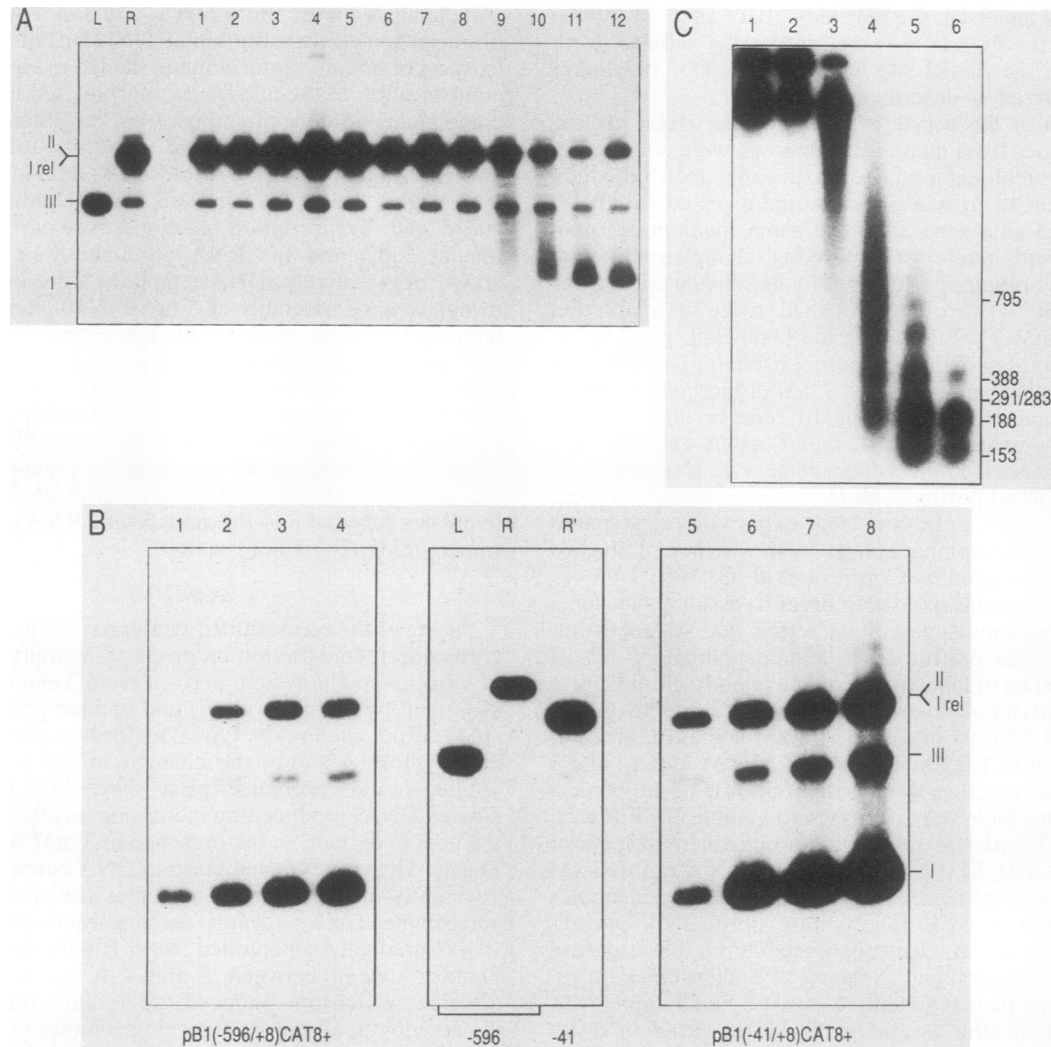 A
L R 1 2 3 4 5 6 7 8 9 10 11 12
II
I rel
III
I
C
1 2 3 4 5 6
795
388
291/283
188
153
B
1 2 3 4 L R R' 5 6 7 8
II
I rel
III
I
pB1(-596/+8)CAT8+ -596 -41 pB1(-41/+8)CAT8+